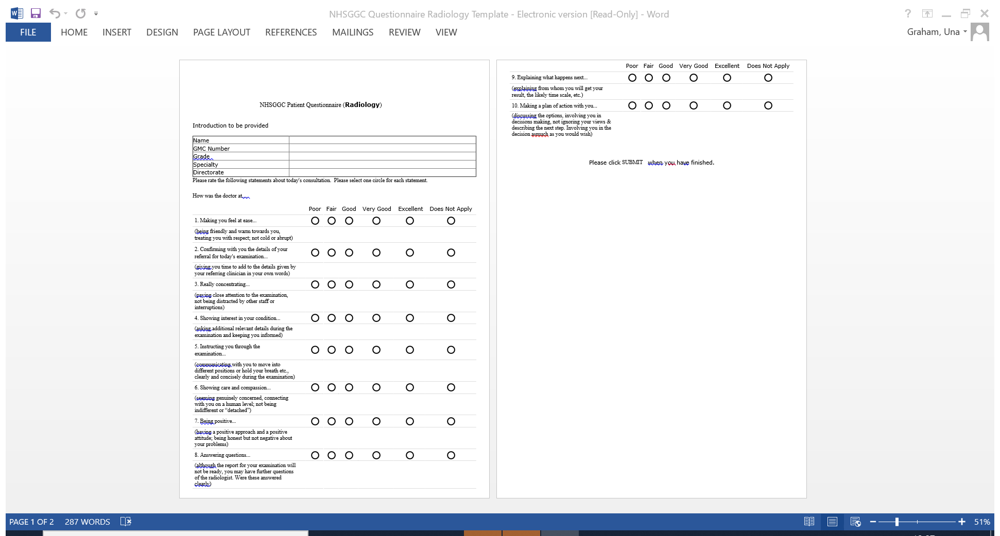 NHSGGC Questionnaire Radiology Template - Electronic version [Read-Only] - Word
FILE HOME INSERT DESIGN PAGE LAYOUT REFERENCES MAILINGS REVIEW VIEW
Graham, Una
NHSGGC Patient Questionnaire (Radiology)
Introduction to be provided
Name
GMC Number
Grade
Specialty
Directorate
Please rate the following statements about today's consultation. Please select one circle for each statement.
How was the doctor at....
Poor Fair Good Very Good Excellent Does Not Apply
1. Making you feel at ease...
(being friendly and warm towards you,
treating you with respect; not cold or abrupt)
2. Confirming with you the details of your
referral for today's examination...
(giving you time to add to the details given by
your referring clinician in your own words)
3. Really concentrating...
(paying close attention to the examination,
not being distracted by other staff or
interruptions)
4. Showing interest in your condition...
(asking additional relevant details during the
examination and keeping you informed)
5. Instructing you through the
examination...
(communicating with you to move into
different positions or hold your breath etc.,
clearly and concisely during the examination)
6. Showing care and compassion...
(seeming genuinely concerned, connecting
with you on a human level; not being
indifferent or “detached”)
7. Being positive...
(having a positive approach and a positive
attitude; being honest but not negative about
your problems)
8. Answering questions...
(although the report for your examination will
not be ready, you may have further questions
of the radiologist. Were these answered
clearly)
Poor Fair Good Very Good Excellent Does Not Apply
9. Explaining what happens next...
(explaining from whom you will get your
result, the likely time scale, etc.)
10. Making a plan of action with you...
(discussing the options, involving you in
decisions making, not ignoring your views &
describing the next step. Involving you in the
decision asmuch as you would wish)
Please click SUBMIT when you have finished.
PAGE 1 OF 2 287 WORDS
51%